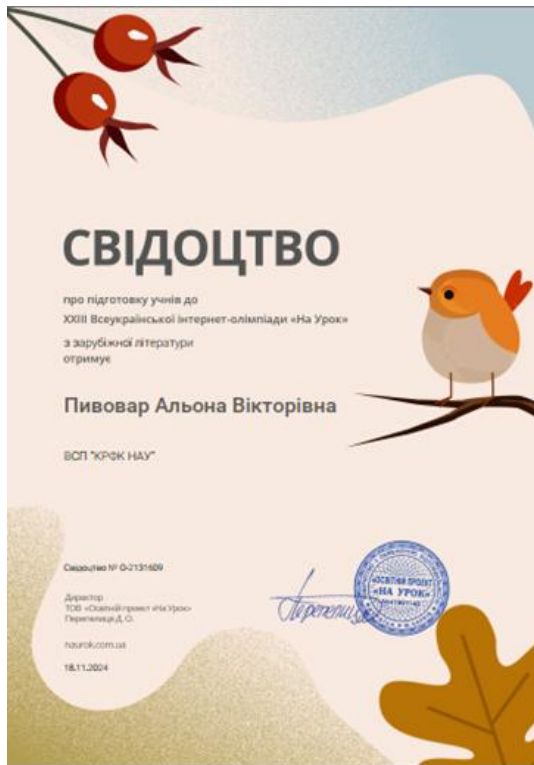 СВІДОЦТВО
про підготовку учнів до
XXIII Всеукраїнської інтернет-олімпіади «На Урок»
з зарубіжної літератури
отримує
Пивовар Альона Вікторівна
ВСП "КРФК НАУ"
Свідоцтво № О-2131609
Директор
ТОВ «Освітній проект «На Урок»
Перепелиця Д. О.
naurok.com.ua
18.11.2024
«ОСВІТНІЙ ПРОЕКТ
«НА УРОК»